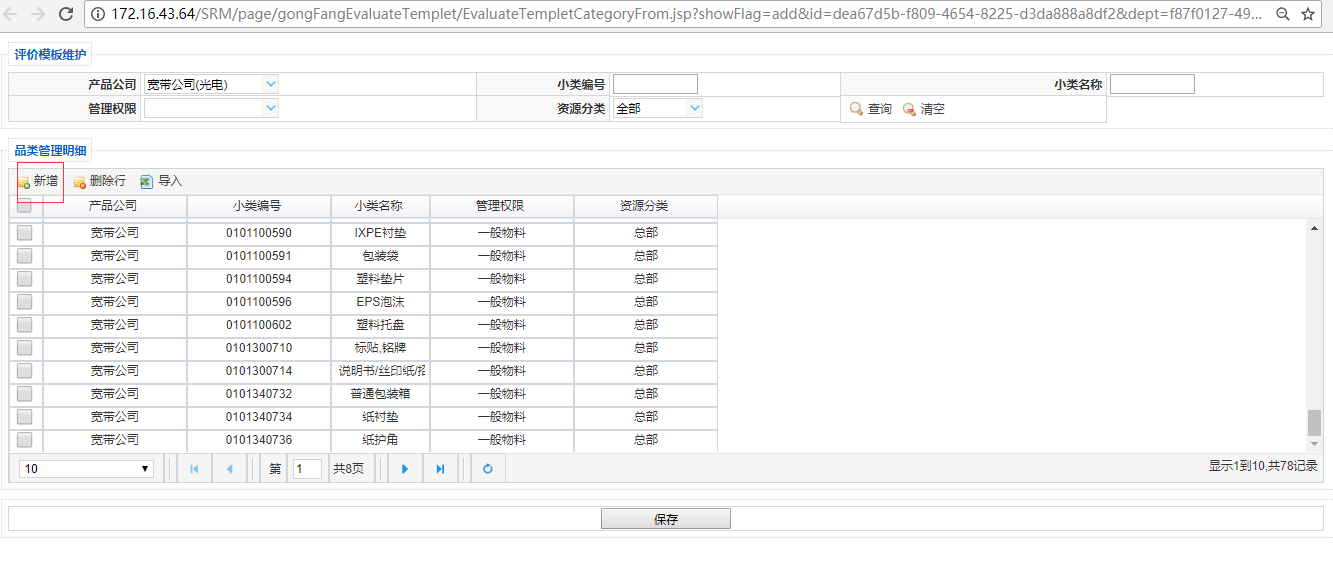 172.16.43.64/SRM/page/gongFangEvaluateTemplet/EvaluateTempletCategoryFrom.jsp?showFlag=add&id=dea67d5b-f809-4654-8225-d3da888a8df2&dept=f87f0127-49...
评价模板维护
产品公司 宽带公司(光电) 小类编号 小类名称
管理权限 资源分类 全部 查询 清空
品类管理明细
新增 删除行 导入
产品公司 小类编号 小类名称 管理权限 资源分类
宽带公司 0101100590 IXPE衬垫 一般物料 总部
宽带公司 0101100591 包装袋 一般物料 总部
宽带公司 0101100594 塑料垫片 一般物料 总部
宽带公司 0101100596 EPS泡沫 一般物料 总部
宽带公司 0101100602 塑料托盘 一般物料 总部
宽带公司 0101300710 标贴,铭牌 一般物料 总部
宽带公司 0101300714 说明书/丝印纸/ 一般物料 总部
宽带公司 0101340732 普通包装箱 一般物料 总部
宽带公司 0101340734 纸衬垫 一般物料 总部
宽带公司 0101340736 纸护角 一般物料 总部
10 第 1 共8页 显示1到10,共78记录
保存